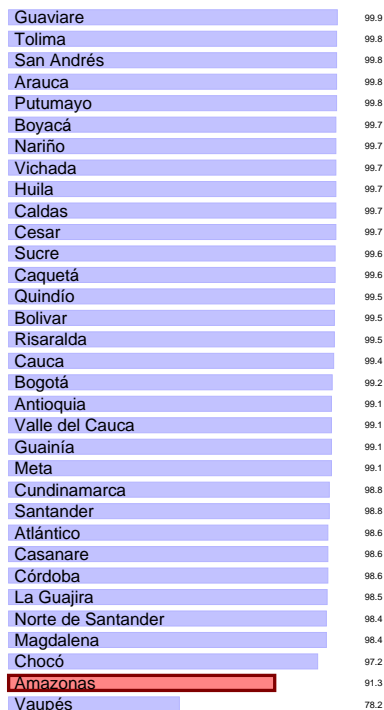 Guaviare 99.9
Tolima 99.8
San Andrés 99.8
Arauca 99.8
Putumayo 99.8
Boyacá 99.7
Nariño 99.7
Vichada 99.7
Huila 99.7
Caldas 99.7
Cesar 99.7
Sucre 99.6
Caquetá 99.6
Quindío 99.5
Bolivar 99.5
Risaralda 99.5
Cauca 99.4
Bogotá 99.2
Antioquia 99.1
Valle del Cauca 99.1
Guainía 99.1
Meta 99.1
Cundinamarca 98.8
Santander 98.8
Atlántico 98.6
Casanare 98.6
Córdoba 98.6
La Guajira 98.5
Norte de Santander 98.4
Magdalena 98.4
Chocó 97.2
Amazonas 91.3
Vaupés 78.2